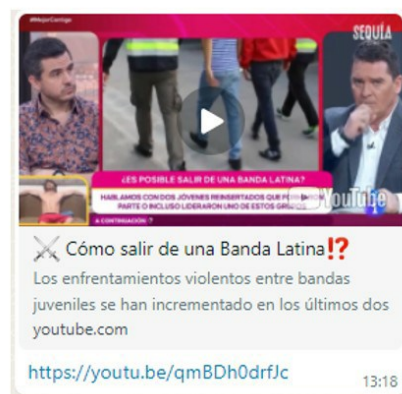 #MejorContigo
SEQUÍA
¿ES POSIBLE SALIR DE UNA BANDA LATINA?
HABLAMOS CON DOS JÓVENES REINSERTADOS QUE
PARTE O INCLUSO LIDERARON UNO DE ESTOS GRUPOS
YouTube
A CONTINUACIÓN
⚔ Cómo salir de una Banda Latina⁉
Los enfrentamientos violentos entre bandas
juveniles se han incrementado en los últimos dos
youtube.com
https://youtu.be/qmBDh0drfJc
13:18